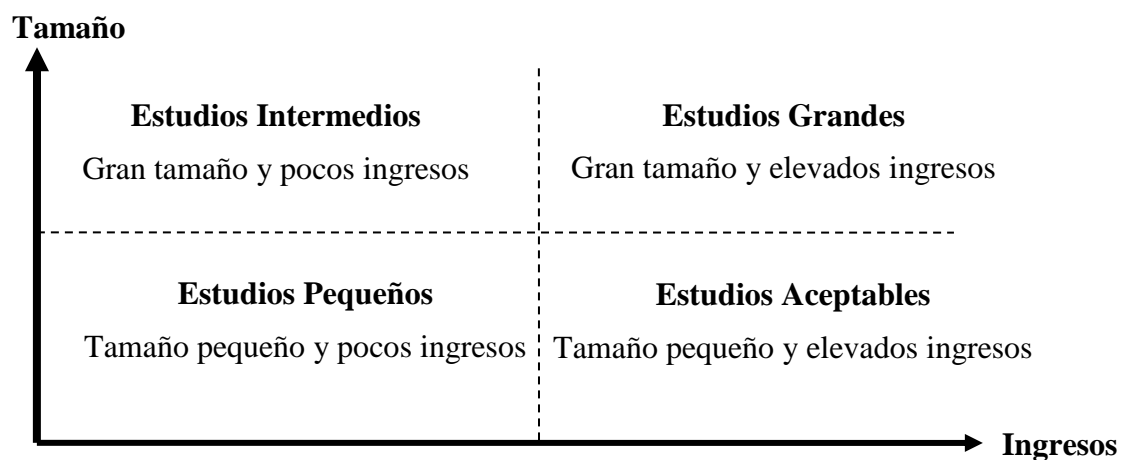 Tamaño
Estudios Intermedios
Gran tamaño y pocos ingresos
Estudios Grandes
Gran tamaño y elevados ingresos
Estudios Pequeños
Tamaño pequeño y pocos ingresos
Estudios Aceptables
Tamaño pequeño y elevados ingresos
Ingresos